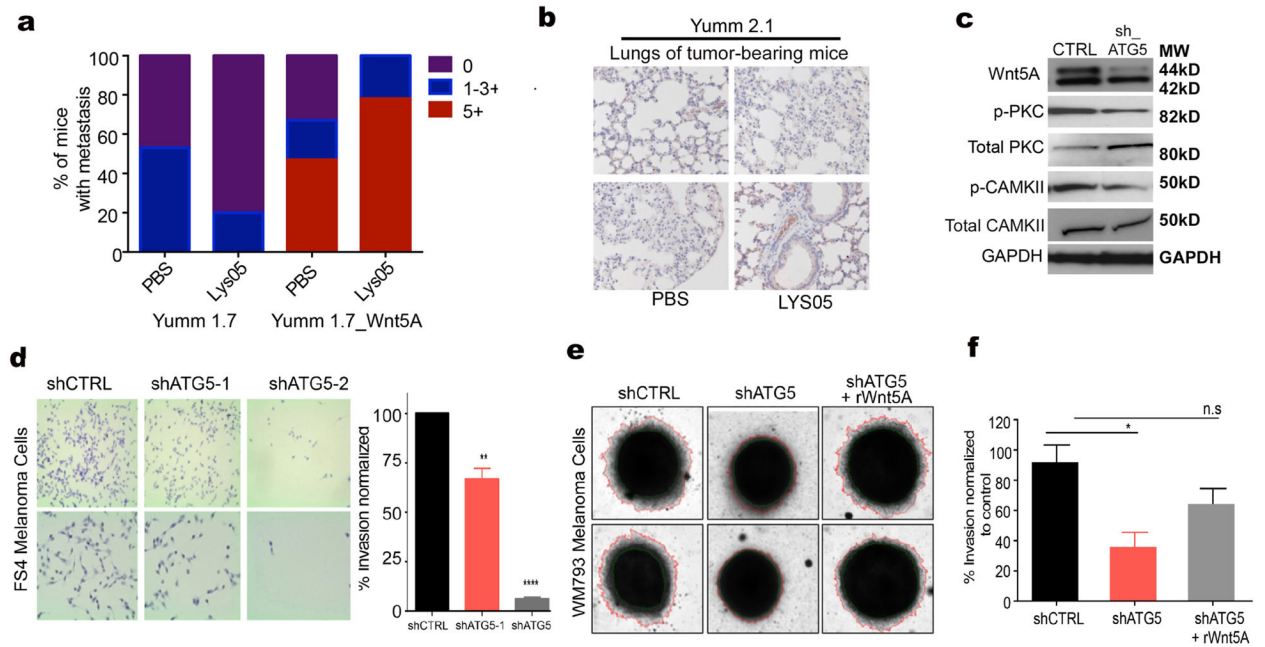 a
% of mice
with metastasis
100
80
60
40
20
0
PBS
Lys05
PBS
Lys05
Yumm 1.7
Yumm 1.7_Wnt5A
0
1-3+
5+
b
Yumm 2.1
Lungs of tumor-bearing mice
PBS
LYS05
c
CTRL
sh_
ATG5
MW
Wnt5A
44kD
42kD
p-PKC
82kD
Total PKC
80kD
p-CAMKII
50kD
Total CAMKII
50kD
GAPDH
GAPDH
d
FS4 Melanoma Cells
shCTRL
shATG5-1
shATG5-2
% Invasion normalized
100
75
50
25
0
**
****
shCTRL
shATG5-1
shATG5
e
WM793 Melanoma Cells
shCTRL
shATG5
shATG5
+ rWnt5A
f
% Invasion normalized
to control
120
100
80
60
40
20
0
*
n.s
shCTRL
shATG5
shATG5
+ rWnt5A